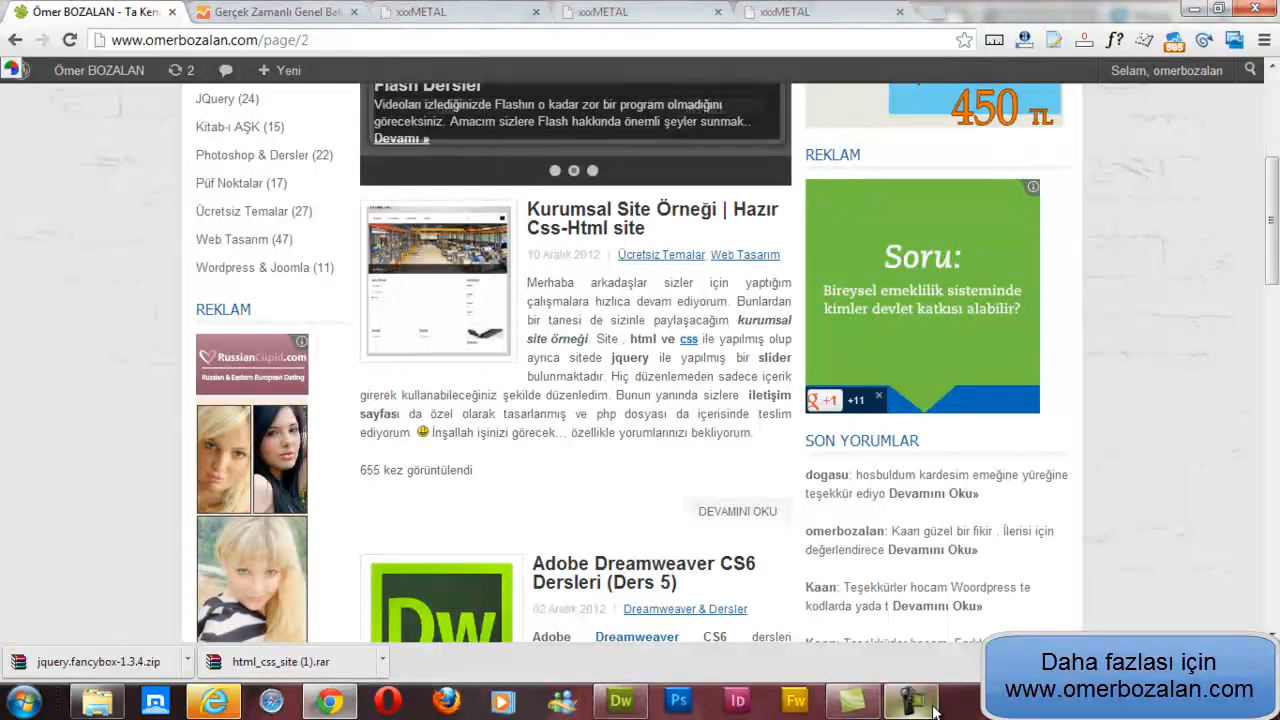 Ömer BOZALAN - Ta Ken
Gerçek Zamanlı Genel Bak
xxxMETAL
xxxMETAL
xxxMETAL
www.omerbozalan.com/page/2
f?
585
Ömer BOZALAN
2
+ Yeni
Selam, omerbozalan
JQuery (24)
Kitab-ı AŞK (15)
Photoshop & Dersler (22)
Püf Noktalar (17)
Ücretsiz Temalar (27)
Web Tasarım (47)
Wordpress & Joomla (11)
REKLAM
RussianCupid.com
Russian & Eastern European Dating
Flash Dersler
Videoları izlediğinizde Flashın o kadar zor bir program olmadığını
göreceksiniz. Amacım sizlere Flash hakkında önemli şeyler sunmak..
Devamı »
Kurumsal Site Örneği | Hazır
Css-Html site
10 Aralık 2012
Ücretsiz Temalar Web Tasarım
Merhaba arkadaşlar sizler için yaptığım
çalışmalara hızlıca devam ediyorum. Bunlardan
bir tanesi de sizinle paylaşacağım kurumsal
site örneği. Site , html ve css ile yapılmış olup
ayrıca sitede jquery ile yapılmış bir slider
bulunmaktadır. Hiç düzenlemeden sadece içerik
girerek kullanabileceğiniz şekilde düzenledim. Bunun yanında sizlere iletişim
sayfası da özel olarak tasarlanmış ve php dosyası da içerisinde teslim
ediyorum. İnşallah işinizi görecek… özellikle yorumlarınızı bekliyorum.
655 kez görüntülendi
DEVAMINI OKU
Adobe Dreamweaver CS6
Dersleri (Ders 5)
02 Aralık 2012
Dreamweaver & Dersler
Adobe Dreamweaver CS6 dersleri
Dw
450 TL
REKLAM
Soru:
Bireysel emeklilik sisteminde
kimler devlet katkısı alabilir?
+1 +11
SON YORUMLAR
dogasu: hosbuldum kardesim emeğine yüreğine
teşekkür ediyo Devamını Oku»
omerbozalan: Kaan güzel bir fikir . İlerisi için
değerlendirece Devamını Oku»
Kaan: Teşekkürler hocam Woordpress te
kodlarda yada t Devamını Oku»
jquery.fancybox-1.3.4.zip
html_css_site (1).rar
Daha fazlası için
www.omerbozalan.com
Dw
Ps
Id
Fw